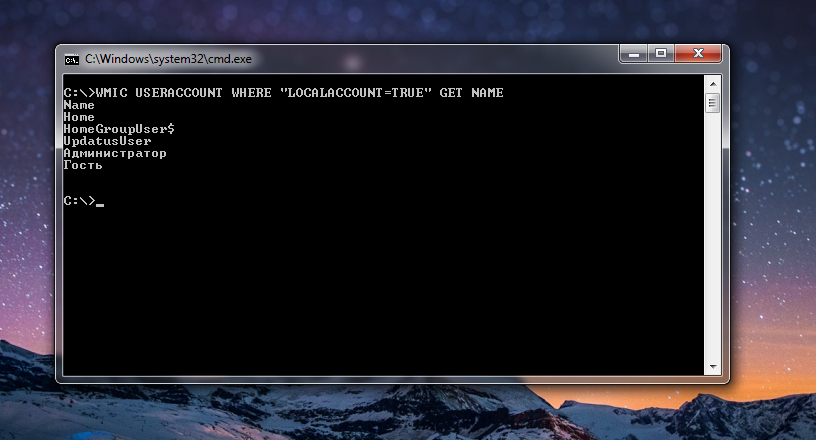 C:\Windows\system32\cmd.exe
C:\>WMIC USERACCOUNT WHERE "LOCALACCOUNT=TRUE" GET NAME
Name
Home
HomeGroupUser$
UpdatusUser
Администратор
Гость
C:\>_